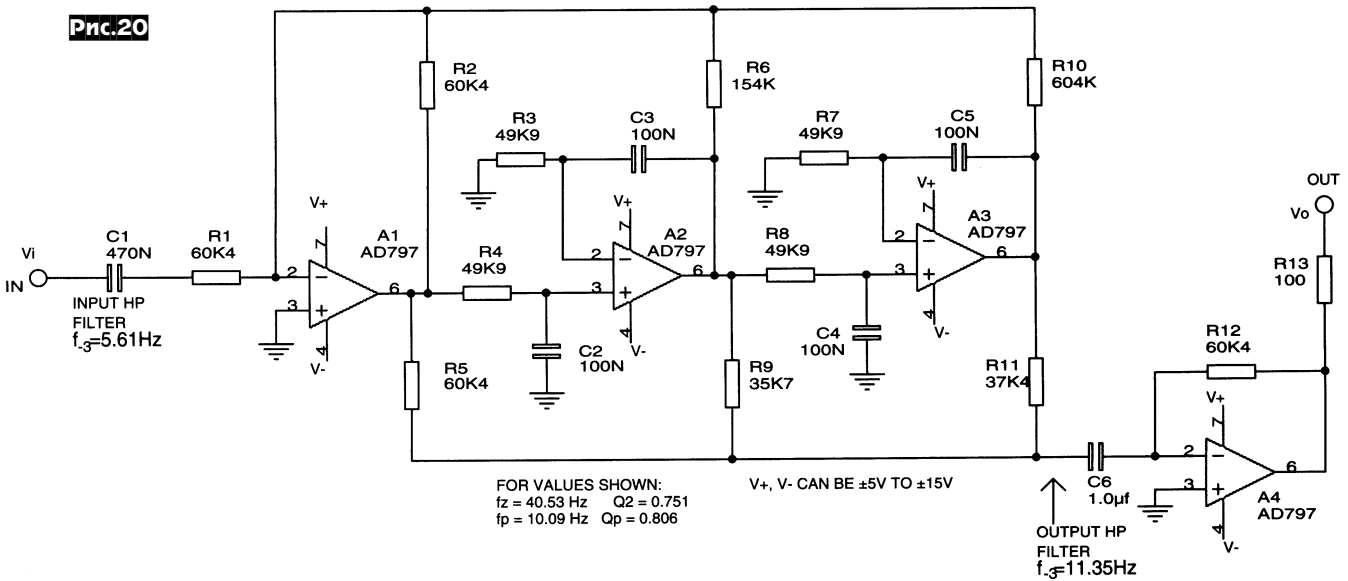 Рис.20
R2
60K4
R6
154K
R10
604K
R3
49K9
C3
100N
R7
49K9
C5
100N
OUT
Vo
Vi
IN
C1
470N
R1
60K4
V+
7
A1
AD797
2
3
6
4
V-
INPUT HP
FILTER
f-3=5.61Hz
R4
49K9
V+
7
A2
AD797
2
3
6
4
V-
C2
100N
R5
60K4
R8
49K9
V+
7
A3
AD797
2
3
6
4
V-
C4
100N
R9
35K7
R11
37K4
R13
100
R12
60K4
V+
7
2
3
6
4
V-
A4
AD797
C6
1.0µf
FOR VALUES SHOWN:
fz = 40.53 Hz Q2 = 0.751
fp = 10.09 Hz Qp = 0.806
V+, V- CAN BE ±5V TO ±15V
OUTPUT HP
FILTER
f-3=11.35Hz